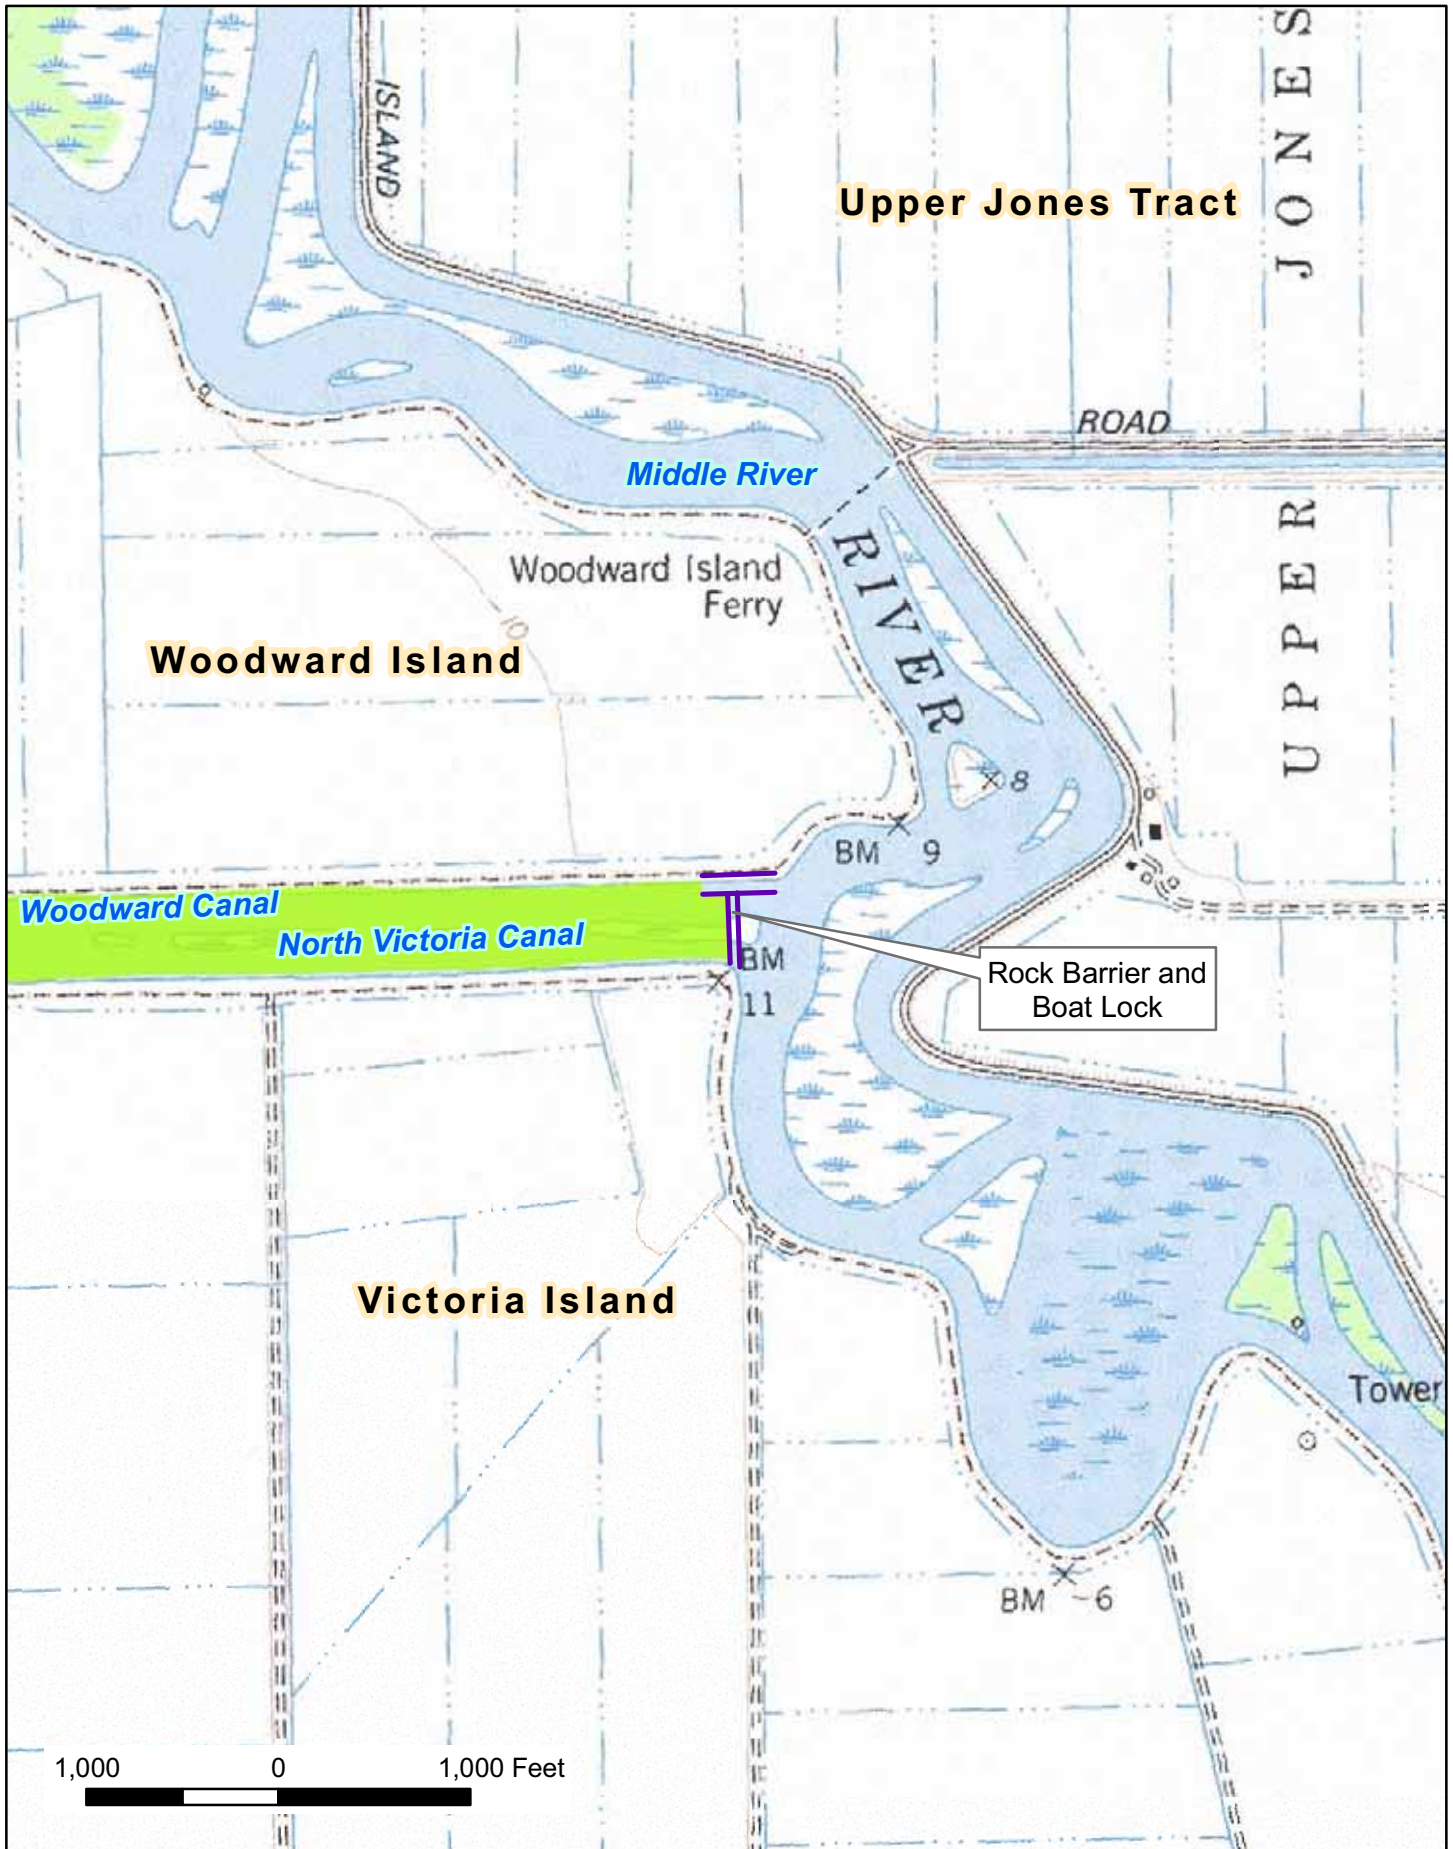 ISLAND
JONES
Upper Jones Tract
ROAD
Middle River
UPPER
RIVER
Woodward Island
Ferry
10
Woodward Island
8
BM 9
Woodward Canal
North Victoria Canal
BM
11
Rock Barrier and
Boat Lock
Victoria Island
Tower
BM -6
1,000 0 1,000 Feet